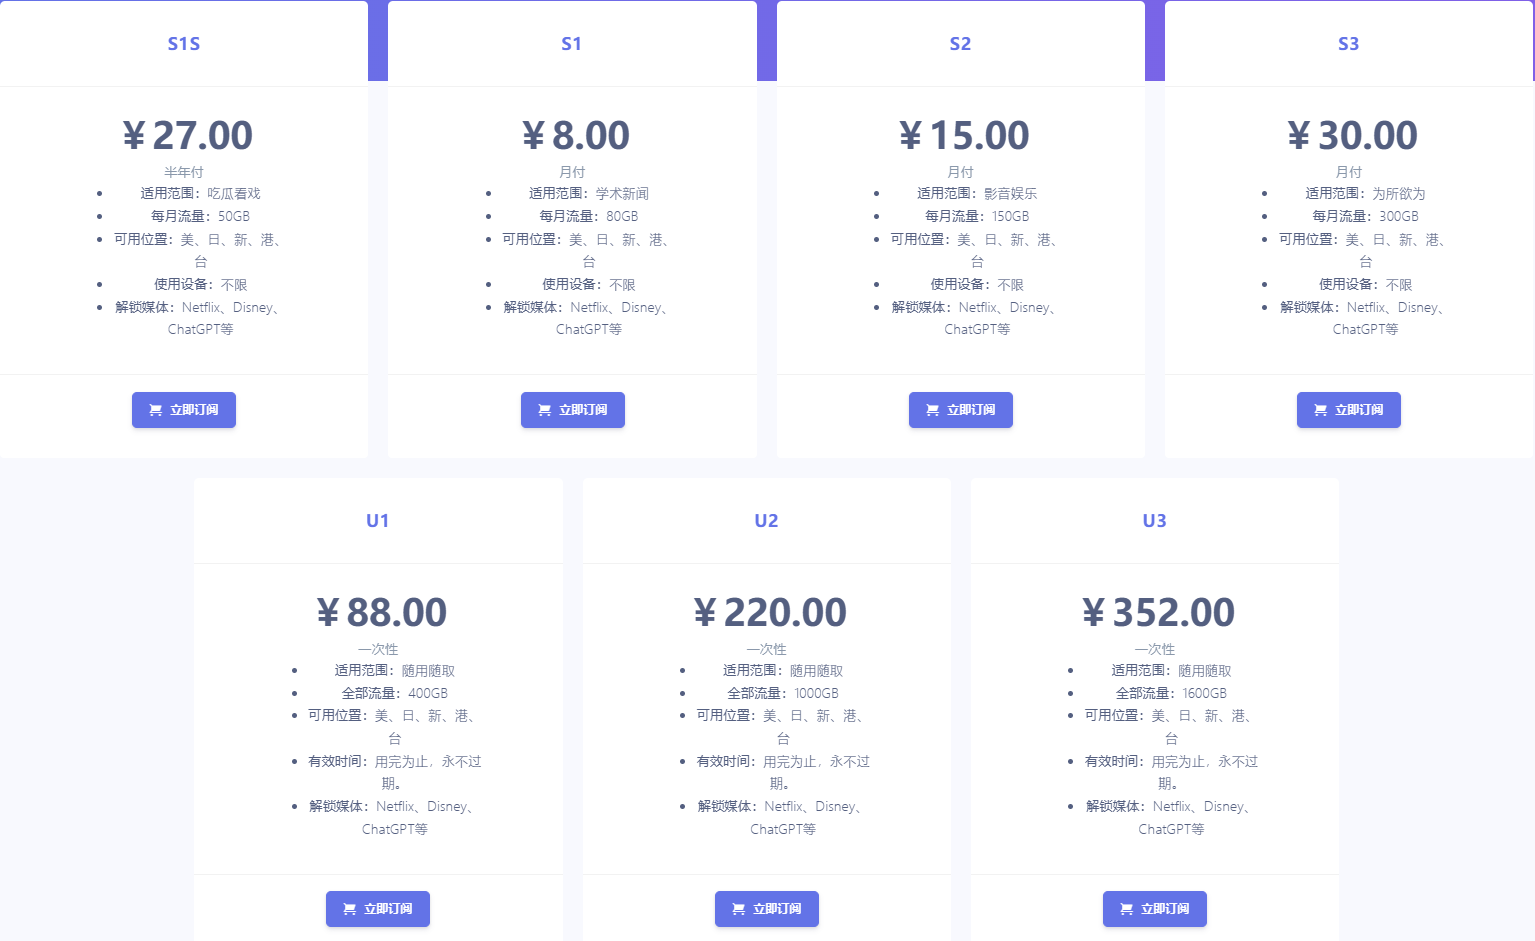 S1S
¥ 27.00
半年付
适用范围：吃瓜看戏
每月流量：50GB
可用位置：美、日、新、港、
台
使用设备：不限
解锁媒体：Netflix、Disney、
ChatGPT等
立即订阅
S1
¥ 8.00
月付
适用范围：学术新闻
每月流量：80GB
可用位置：美、日、新、港、
台
使用设备：不限
解锁媒体：Netflix、Disney、
ChatGPT等
立即订阅
S2
¥ 15.00
月付
适用范围：影音娱乐
每月流量：150GB
可用位置：美、日、新、港、
台
使用设备：不限
解锁媒体：Netflix、Disney、
ChatGPT等
立即订阅
S3
¥ 30.00
月付
适用范围：为所欲为
每月流量：300GB
可用位置：美、日、新、港、
台
使用设备：不限
解锁媒体：Netflix、Disney、
ChatGPT等
立即订阅
U1
¥ 88.00
一次性
适用范围：随用随取
全部流量：400GB
可用位置：美、日、新、港、
台
有效时间：用完为止，永不过
期。
解锁媒体：Netflix、Disney、
ChatGPT等
立即订阅
U2
¥ 220.00
一次性
适用范围：随用随取
全部流量：1000GB
可用位置：美、日、新、港、
台
有效时间：用完为止，永不过
期。
解锁媒体：Netflix、Disney、
ChatGPT等
立即订阅
U3
¥ 352.00
一次性
适用范围：随用随取
全部流量：1600GB
可用位置：美、日、新、港、
台
有效时间：用完为止，永不过
期。
解锁媒体：Netflix、Disney、
ChatGPT等
立即订阅